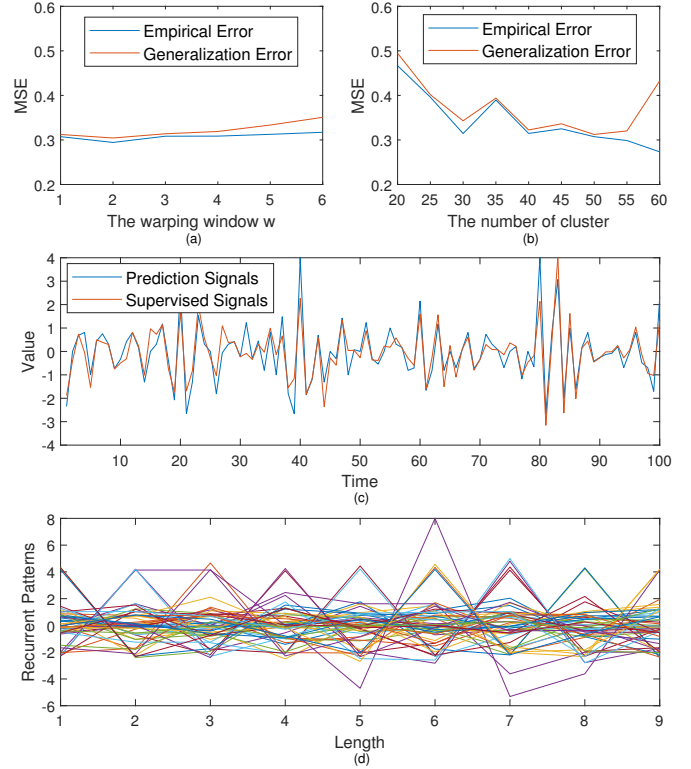 0.6
0.5
0.4
0.3
0.2
MSE
Empirical Error
Generalization Error
1 2 3 4 5 6
The warping window w
(a)
0.6
0.5
0.4
0.3
0.2
MSE
Empirical Error
Generalization Error
20 25 30 35 40 45 50 55 60
The number of cluster
(b)
4
3
2
1
0
-1
-2
-3
-4
Value
Prediction Signals
Supervised Signals
10 20 30 40 50 60 70 80 90 100
Time
(c)
8
6
4
2
0
-2
-4
-6
Recurrent Patterns
1 2 3 4 5 6 7 8 9
Length
(d)